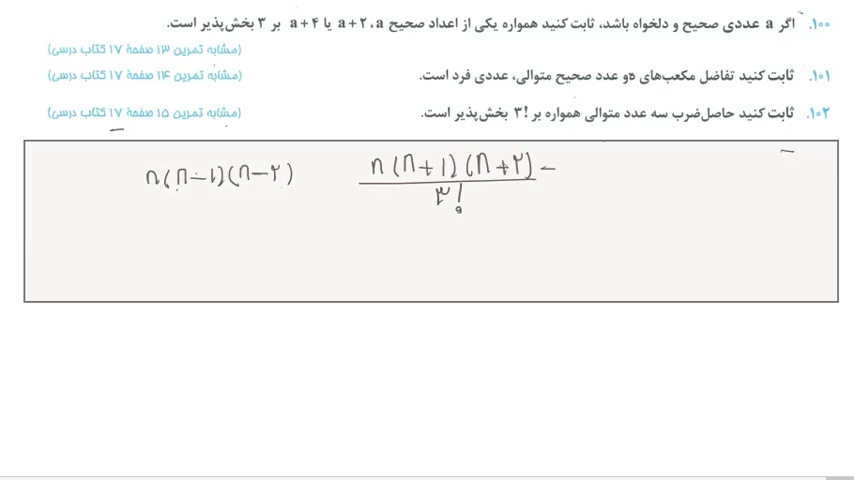 ۱۰۰. اگر a عددی صحیح و دلخواه باشد، ثابت کنید همواره یکی از اعداد صحیح a، a+۲ یا a+۴ بر ۳ بخش‌پذیر است.
(مشابه تمرین ۱۳ صفحهٔ ۱۷ کتاب درسی)
۱۰۱. ثابت کنید تفاضل مکعب‌های دو عدد صحیح متوالی، عددی فرد است. (مشابه تمرین ۱۴ صفحهٔ ۱۷ کتاب درسی)
۱۰۲. ثابت کنید حاصل‌ضرب سه عدد متوالی همواره بر ۳! بخش‌پذیر است. (مشابه تمرین ۱۵ صفحهٔ ۱۷ کتاب درسی)
n(n-1)(n-۲) n(n+1)(n+۲) =
۳!
۶